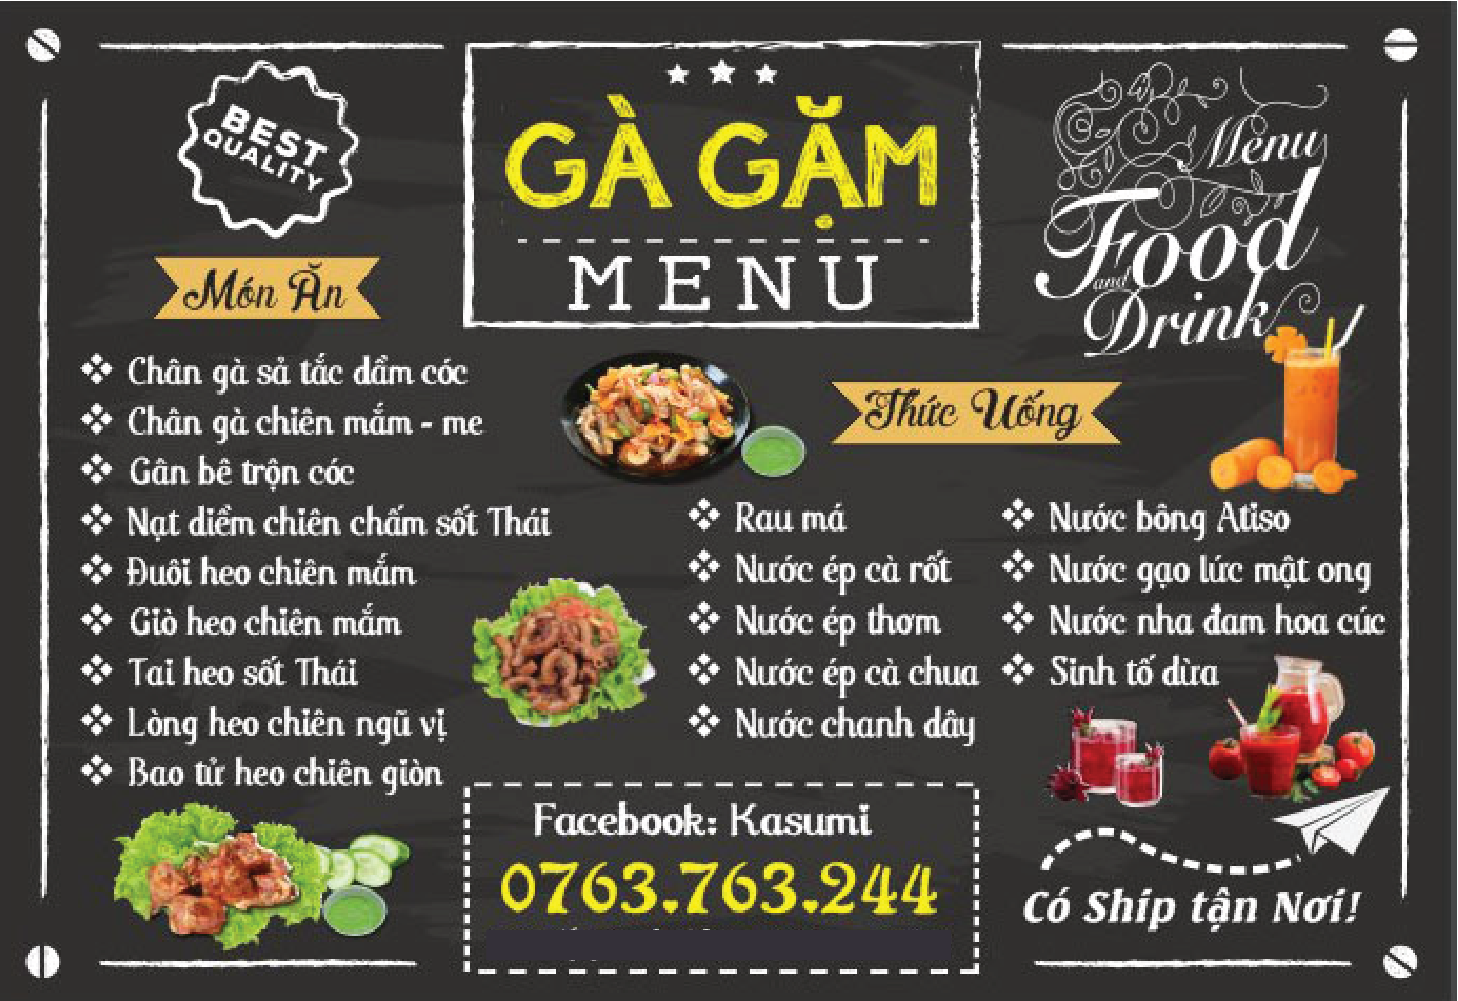 BEST
QUALITY
GÀ GẶM
MENU
Menu
Food
and
Drink
Món Ăn
Chân gà sả tắc dầm cóc
Chân gà chiên mắm - me
Gân bê trộn cóc
Nạt diềm chiên chấm sốt Thái
Đuôi heo chiên mắm
Giò heo chiên mắm
Tai heo sốt Thái
Lòng heo chiên ngũ vị
Bao tử heo chiên giòn
Thức Uống
Rau má
Nước ép cà rốt
Nước ép thơm
Nước ép cà chua
Nước chanh dây
Nước bông Atiso
Nước gạo lức mật ong
Nước nha đam hoa cúc
Sinh tố dừa
Facebook: Kasumi
0763.763.244
Có Ship tận Nơi!